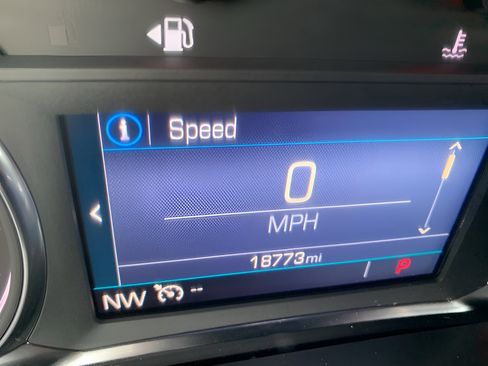 Speed
0
MPH
18773mi
P
NW --